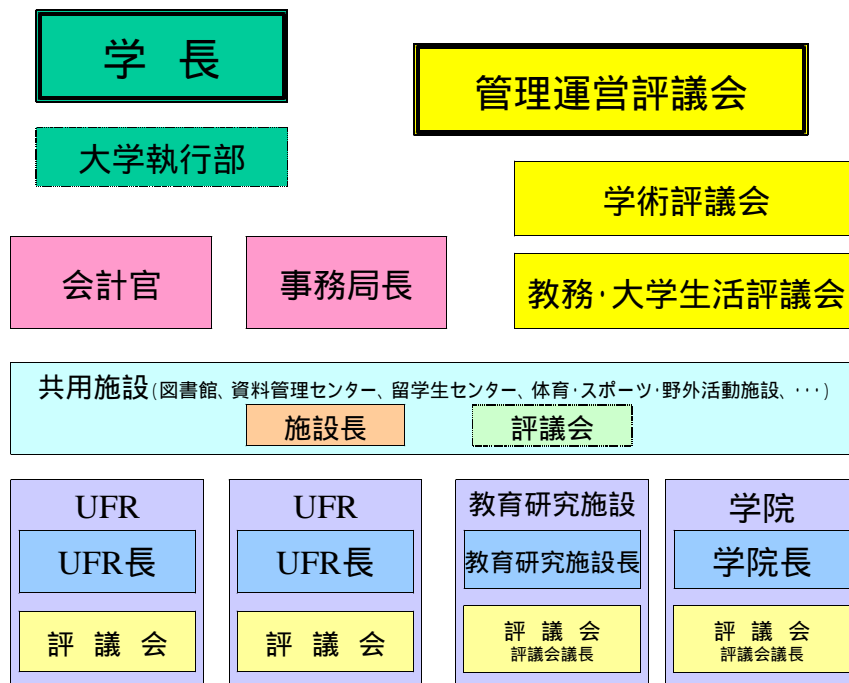 学 長
管理運営評議会
大学執行部
学術評議会
会計官
事務局長
教務･大学生活評議会
共用施設(図書館、資料管理センター、留学生センター、体育･スポーツ･野外活動施設、･･･)
施設長
評議会
UFR
UFR長
評 議 会
UFR
UFR長
評 議 会
教育研究施設
教育研究施設長
評 議 会
評議会議長
学院
学院長
評 議 会
評議会議長